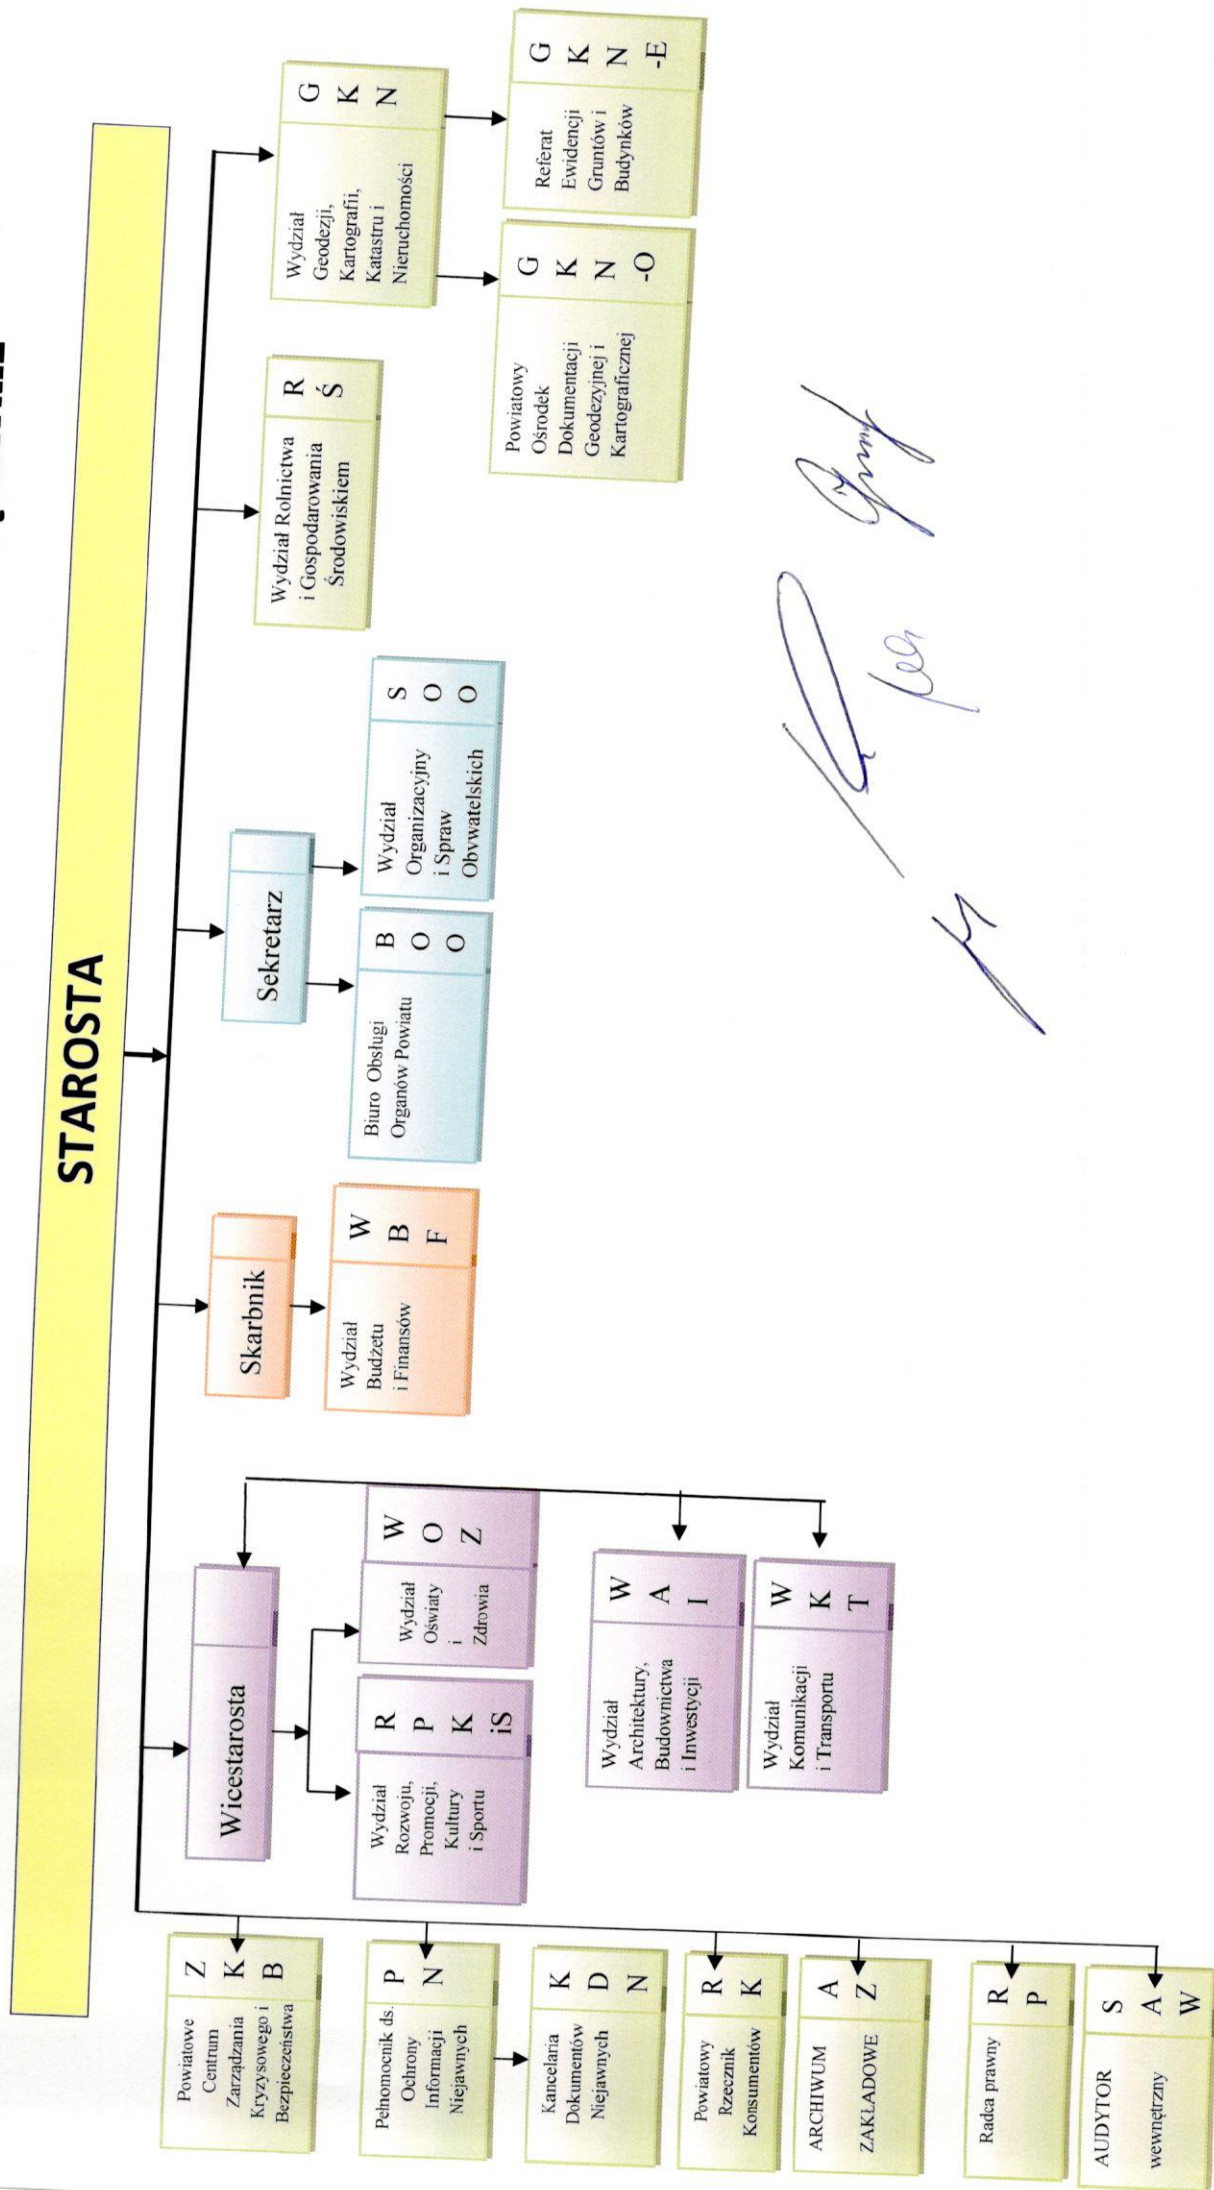 STAROSTA
Powiatowe
Centrum
Zarządzania
Kryzysowego i
Bezpieczeństwa
Z
K
B
Pełnomocnik ds.
Ochrony
Informacji
Niejawnych
P
N
Kancelaria
Dokumentów
Niejawnych
K
D
N
Powiatowy
Rzecznik
Konsumentów
R
K
ARCHIWUM
ZAKŁADOWE
A
Z
Radca prawny
R
P
AUDYTOR
wewnętrzny
S
A
W
Wicestarosta
Wydział
Rozwoju,
Promocji,
Kultury
i Sportu
R
P
K
iS
Wydział
Oświaty
i
Zdrowia
W
O
Z
Wydział
Architektury,
Budownictwa
i Inwestycji
W
A
I
Wydział
Komunikacji
i Transportu
W
K
T
Skarbnik
Wydział
Budżetu
i Finansów
W
B
F
Sekretarz
Biuro Obsługi
Organów Powiatu
B
O
O
Wydział
Organizacyjny
i Spraw
Obywatelskich
S
O
O
Wydział Rolnictwa
i Gospodarowania
Środowiskiem
R
Ś
Wydział
Geodezji,
Kartografii,
Katastru i
Nieruchomości
G
K
N
Powiatowy
Ośrodek
Dokumentacji
Geodezyjnej i
Kartograficznej
G
K
N
-O
Referat
Ewidencji
Gruntów i
Budynków
G
K
N
-E